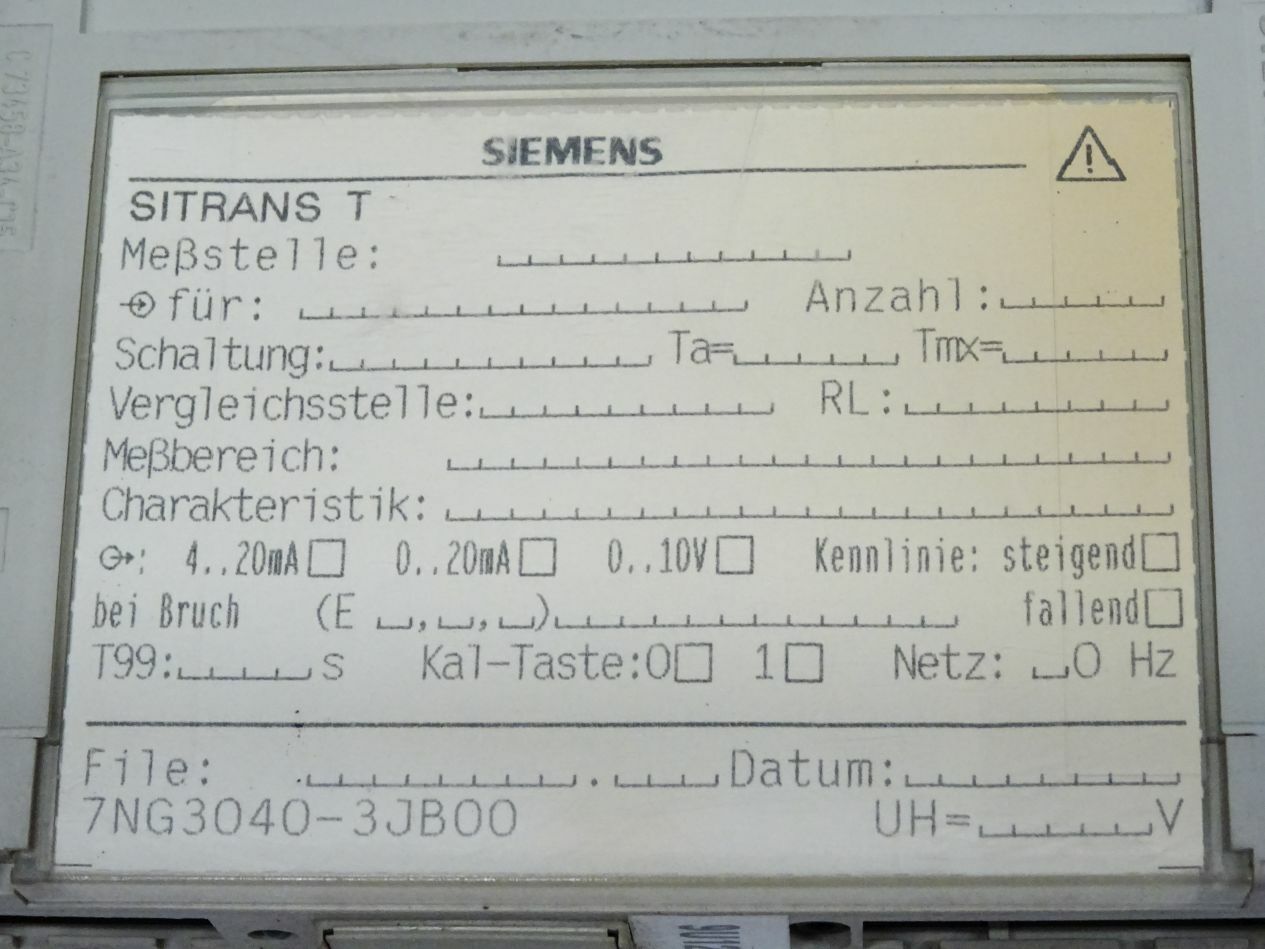 SIEMENS
SITRANS T
Meßstelle:
für: Anzahl:
Schaltung: Ta= Tmx=
Vergleichsstelle: RL:
Meßbereich:
Charakteristik:
: 4..20mA 0..20mA 0..10V Kennlinie: steigend
bei Bruch (E , , ) fallend
T99: s Kal-Taste:0 1 Netz: 0 Hz
File: . Datum:
7NG3040-3JB00 UH= V